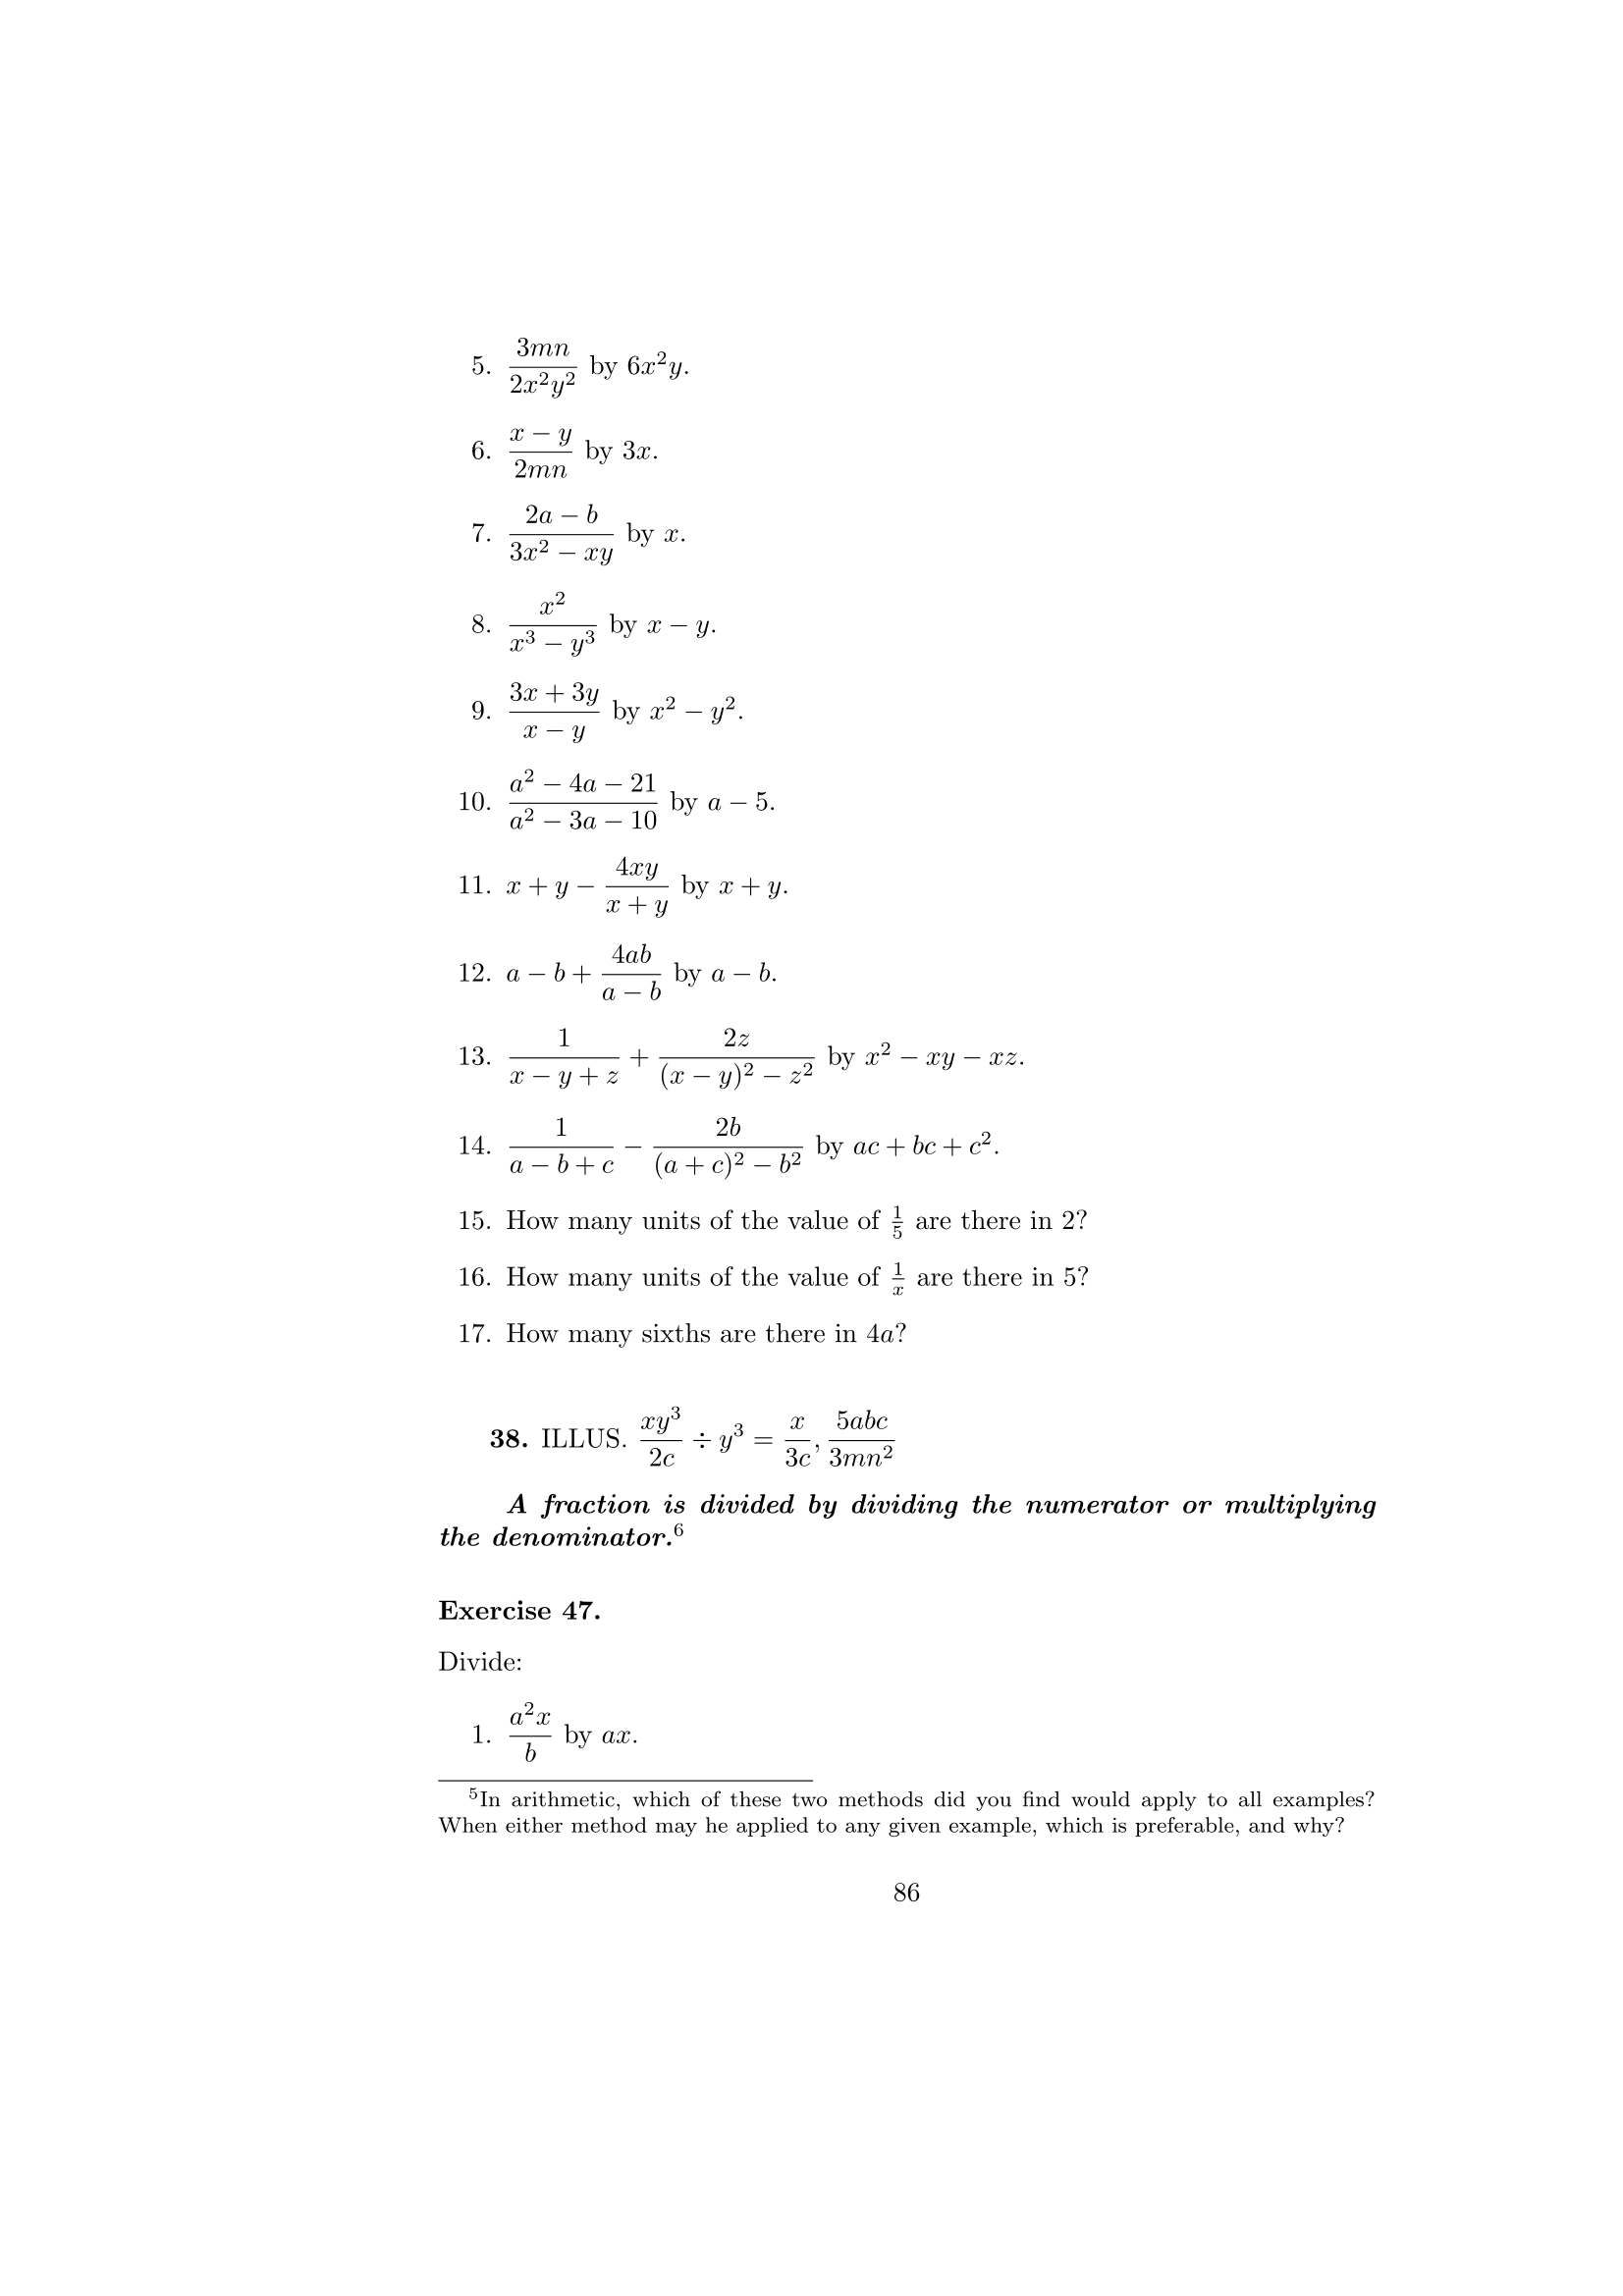 5. \frac{3mn}{2x^2y^2} by 6x^2y.
6. \frac{x − y}{2mn} by 3x.
7. \frac{2a − b}{3x^2 − xy} by x.
8. \frac{x^2}{x^3 − y^3} by x − y.
9. \frac{3x + 3y}{x − y} by x^2 − y^2.
10. \frac{a^2 − 4a − 21}{a^2 − 3a − 10} by a − 5.
11. x + y − \frac{4xy}{x + y} by x + y.
12. a − b + \frac{4ab}{a − b} by a − b.
13. \frac{1}{x − y + z} + \frac{2z}{(x − y)^2 − z^2} by x^2 − xy − xz.
14. \frac{1}{a − b + c} − \frac{2b}{(a + c)^2 − b^2} by ac + bc + c^2.
15. How many units of the value of \frac{1}{5} are there in 2?
16. How many units of the value of \frac{1}{x} are there in 5?
17. How many sixths are there in 4a?
38. ILLUS. \frac{xy^3}{2c} ÷ y^3 = \frac{x}{3c}, \frac{5abc}{3mn^2}
A fraction is divided by dividing the numerator or multiplying
the denominator.^6
Exercise 47.
Divide:
1. \frac{a^2x}{b} by ax.
^5In arithmetic, which of these two methods did you find would apply to all examples?
When either method may he applied to any given example, which is preferable, and why?
86